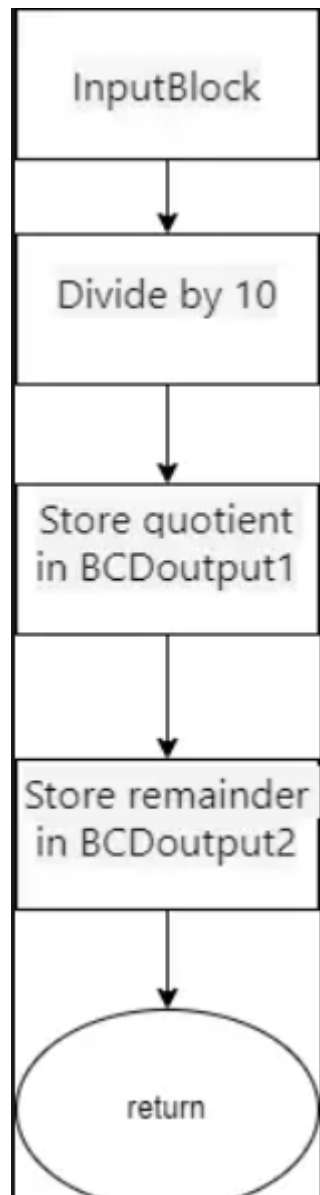 InputBlock
Divide by 10
Store quotient
in BCDoutput1
Store remainder
in BCDoutput2
return